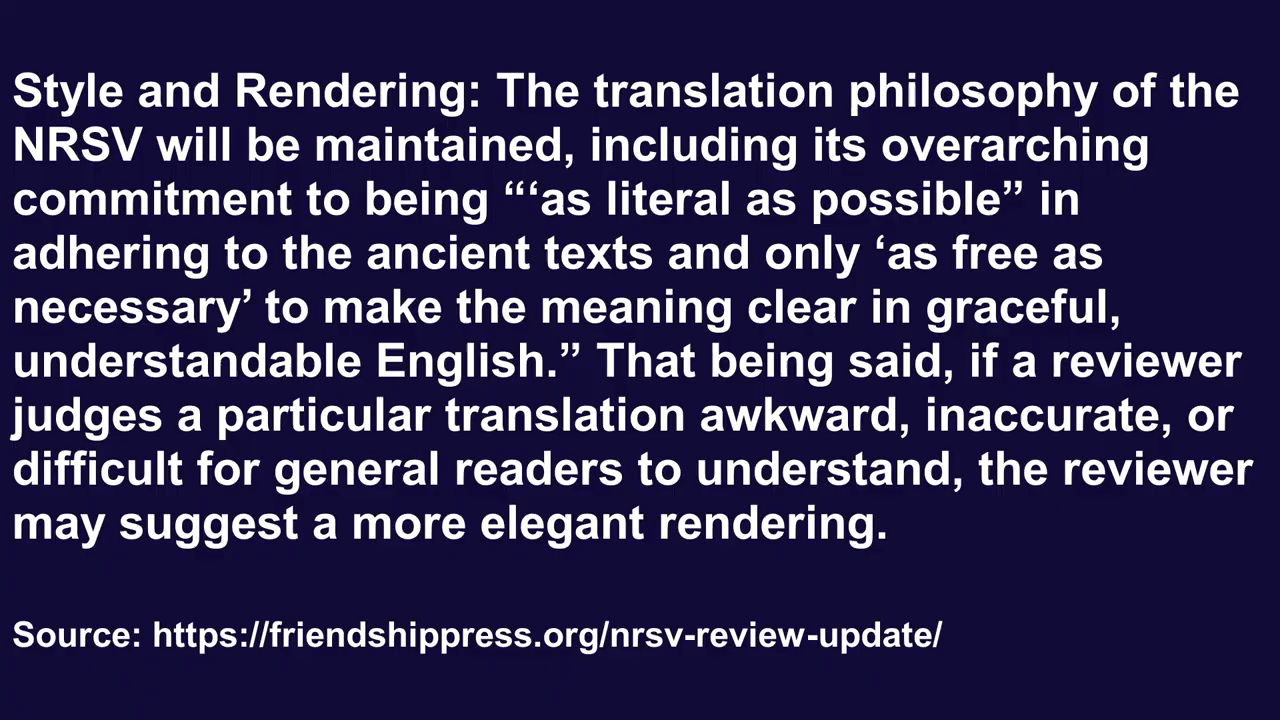 Style and Rendering: The translation philosophy of the
NRSV will be maintained, including its overarching
commitment to being “‘as literal as possible” in
adhering to the ancient texts and only ‘as free as
necessary’ to make the meaning clear in graceful,
understandable English.” That being said, if a reviewer
judges a particular translation awkward, inaccurate, or
difficult for general readers to understand, the reviewer
may suggest a more elegant rendering.
Source: https://friendshippress.org/nrsv-review-update/